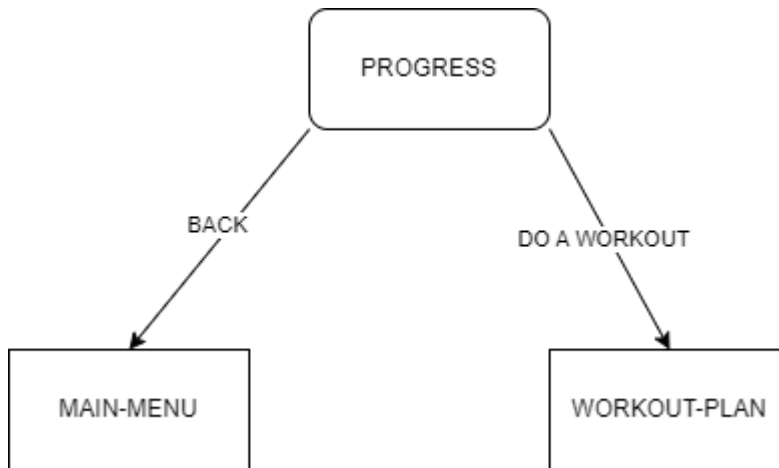 PROGRESS
BACK
DO A WORKOUT
MAIN-MENU
WORKOUT-PLAN